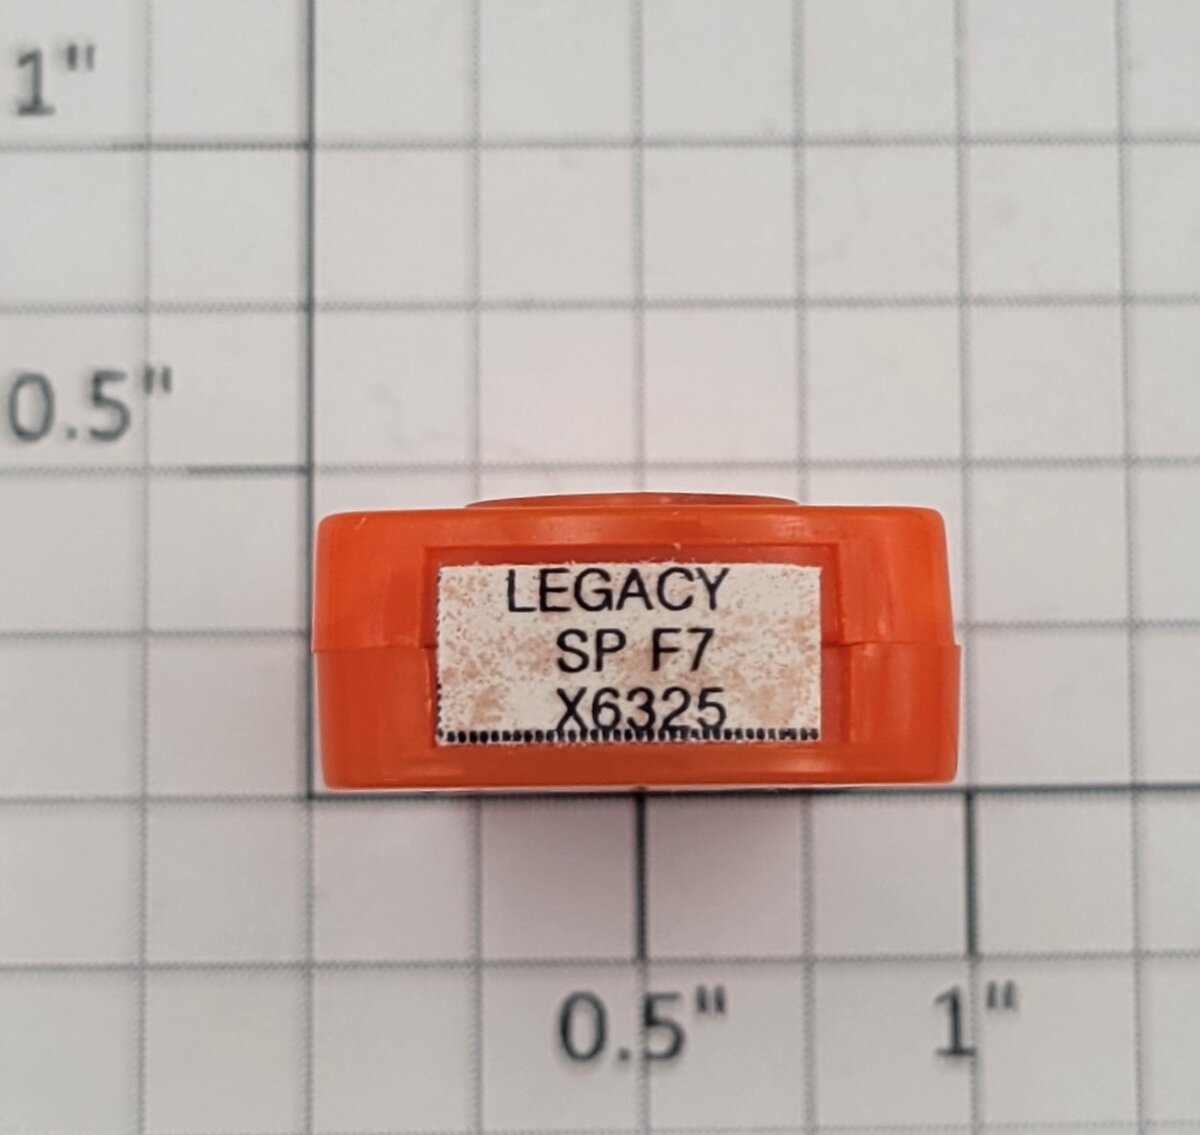 1"
0.5"
LEGACY
SP F7
X6325
0.5" 1"